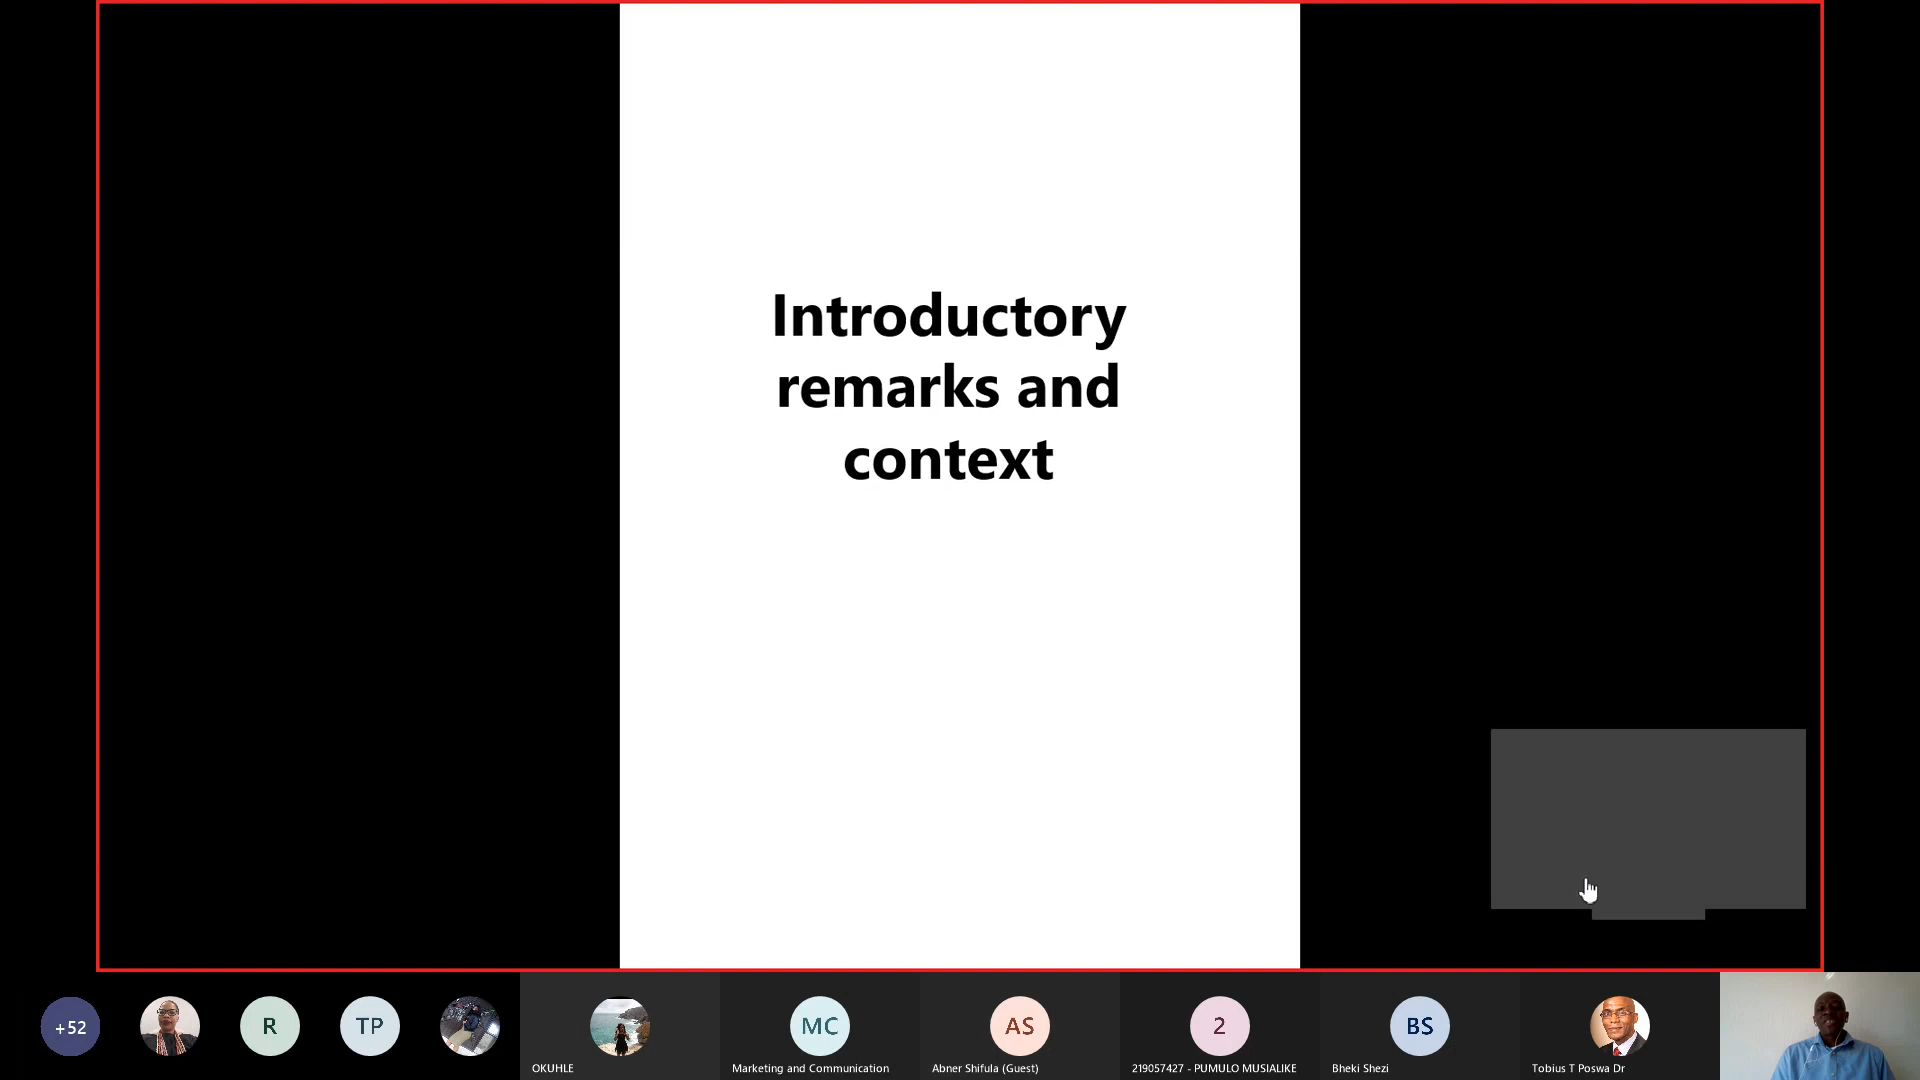 Introductory
remarks and
context
+52
R
TP
MC
AS
2
BS
OKUHLE
Marketing and Communication
Abner Shifula (Guest)
219057427 - PUMULO MUSIALIKE
Bheki Shezi
Tobius T Poswa Dr